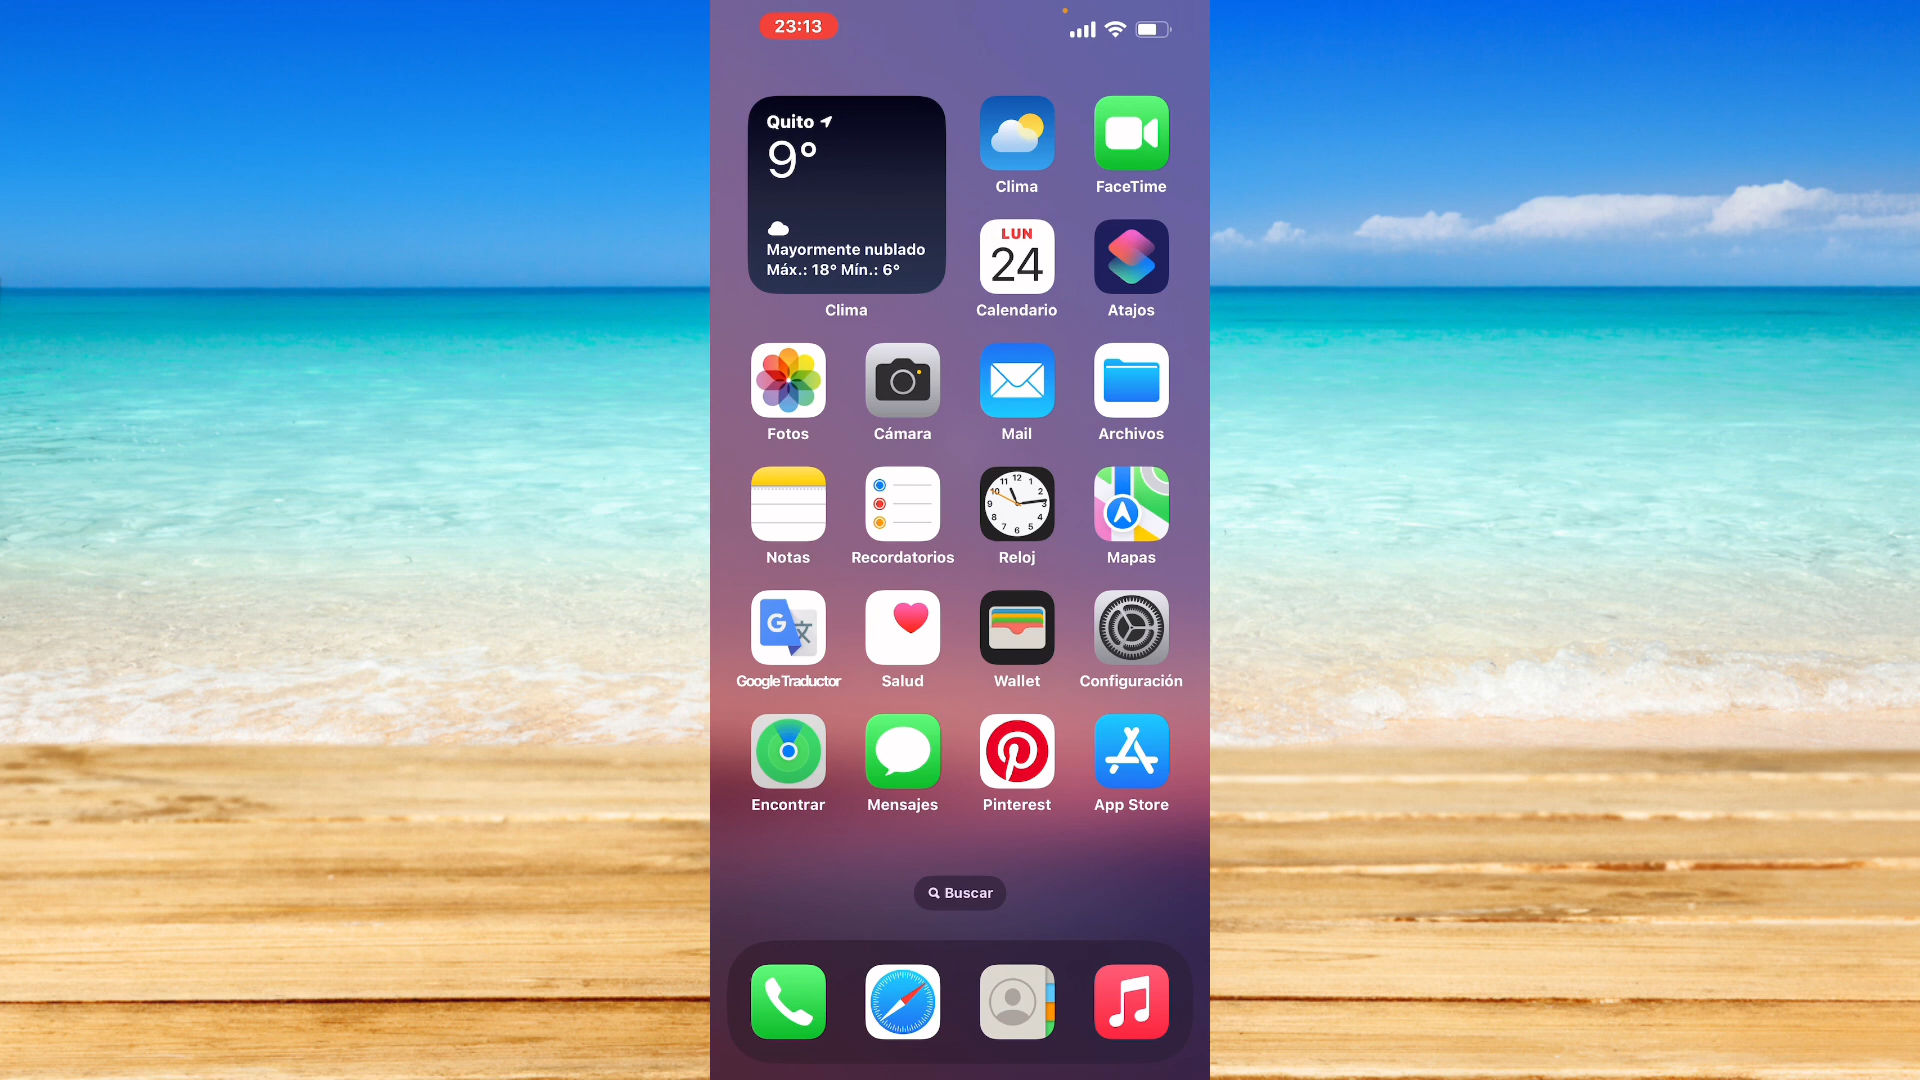 23:13
Quito
9°
Mayormente nublado
Máx.: 18° Mín.: 6°
Clima
Clima
FaceTime
LUN
24
Calendario
Atajos
Fotos
Cámara
Mail
Archivos
Notas
Recordatorios
Reloj
Mapas
Google Traductor
Salud
Wallet
Configuración
Encontrar
Mensajes
Pinterest
App Store
Buscar